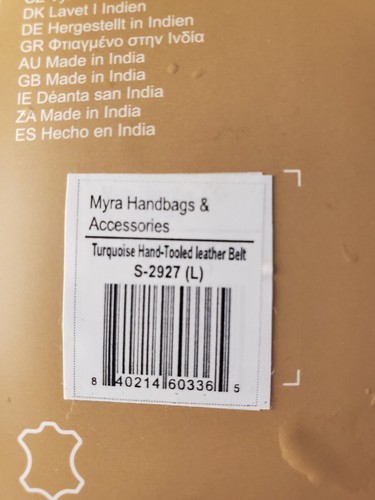 DK Lavet I Indien
DE Hergestellt in Indien
GR Φτιαγμένο στην Ινδία
AU Made in India
GB Made in India
IE Déanta san India
ZA Made in India
ES Hecho en India
Myra Handbags &
Accessories
Turquoise Hand-Tooled leather Belt
S-2927 (L)
8 40214 60336 5